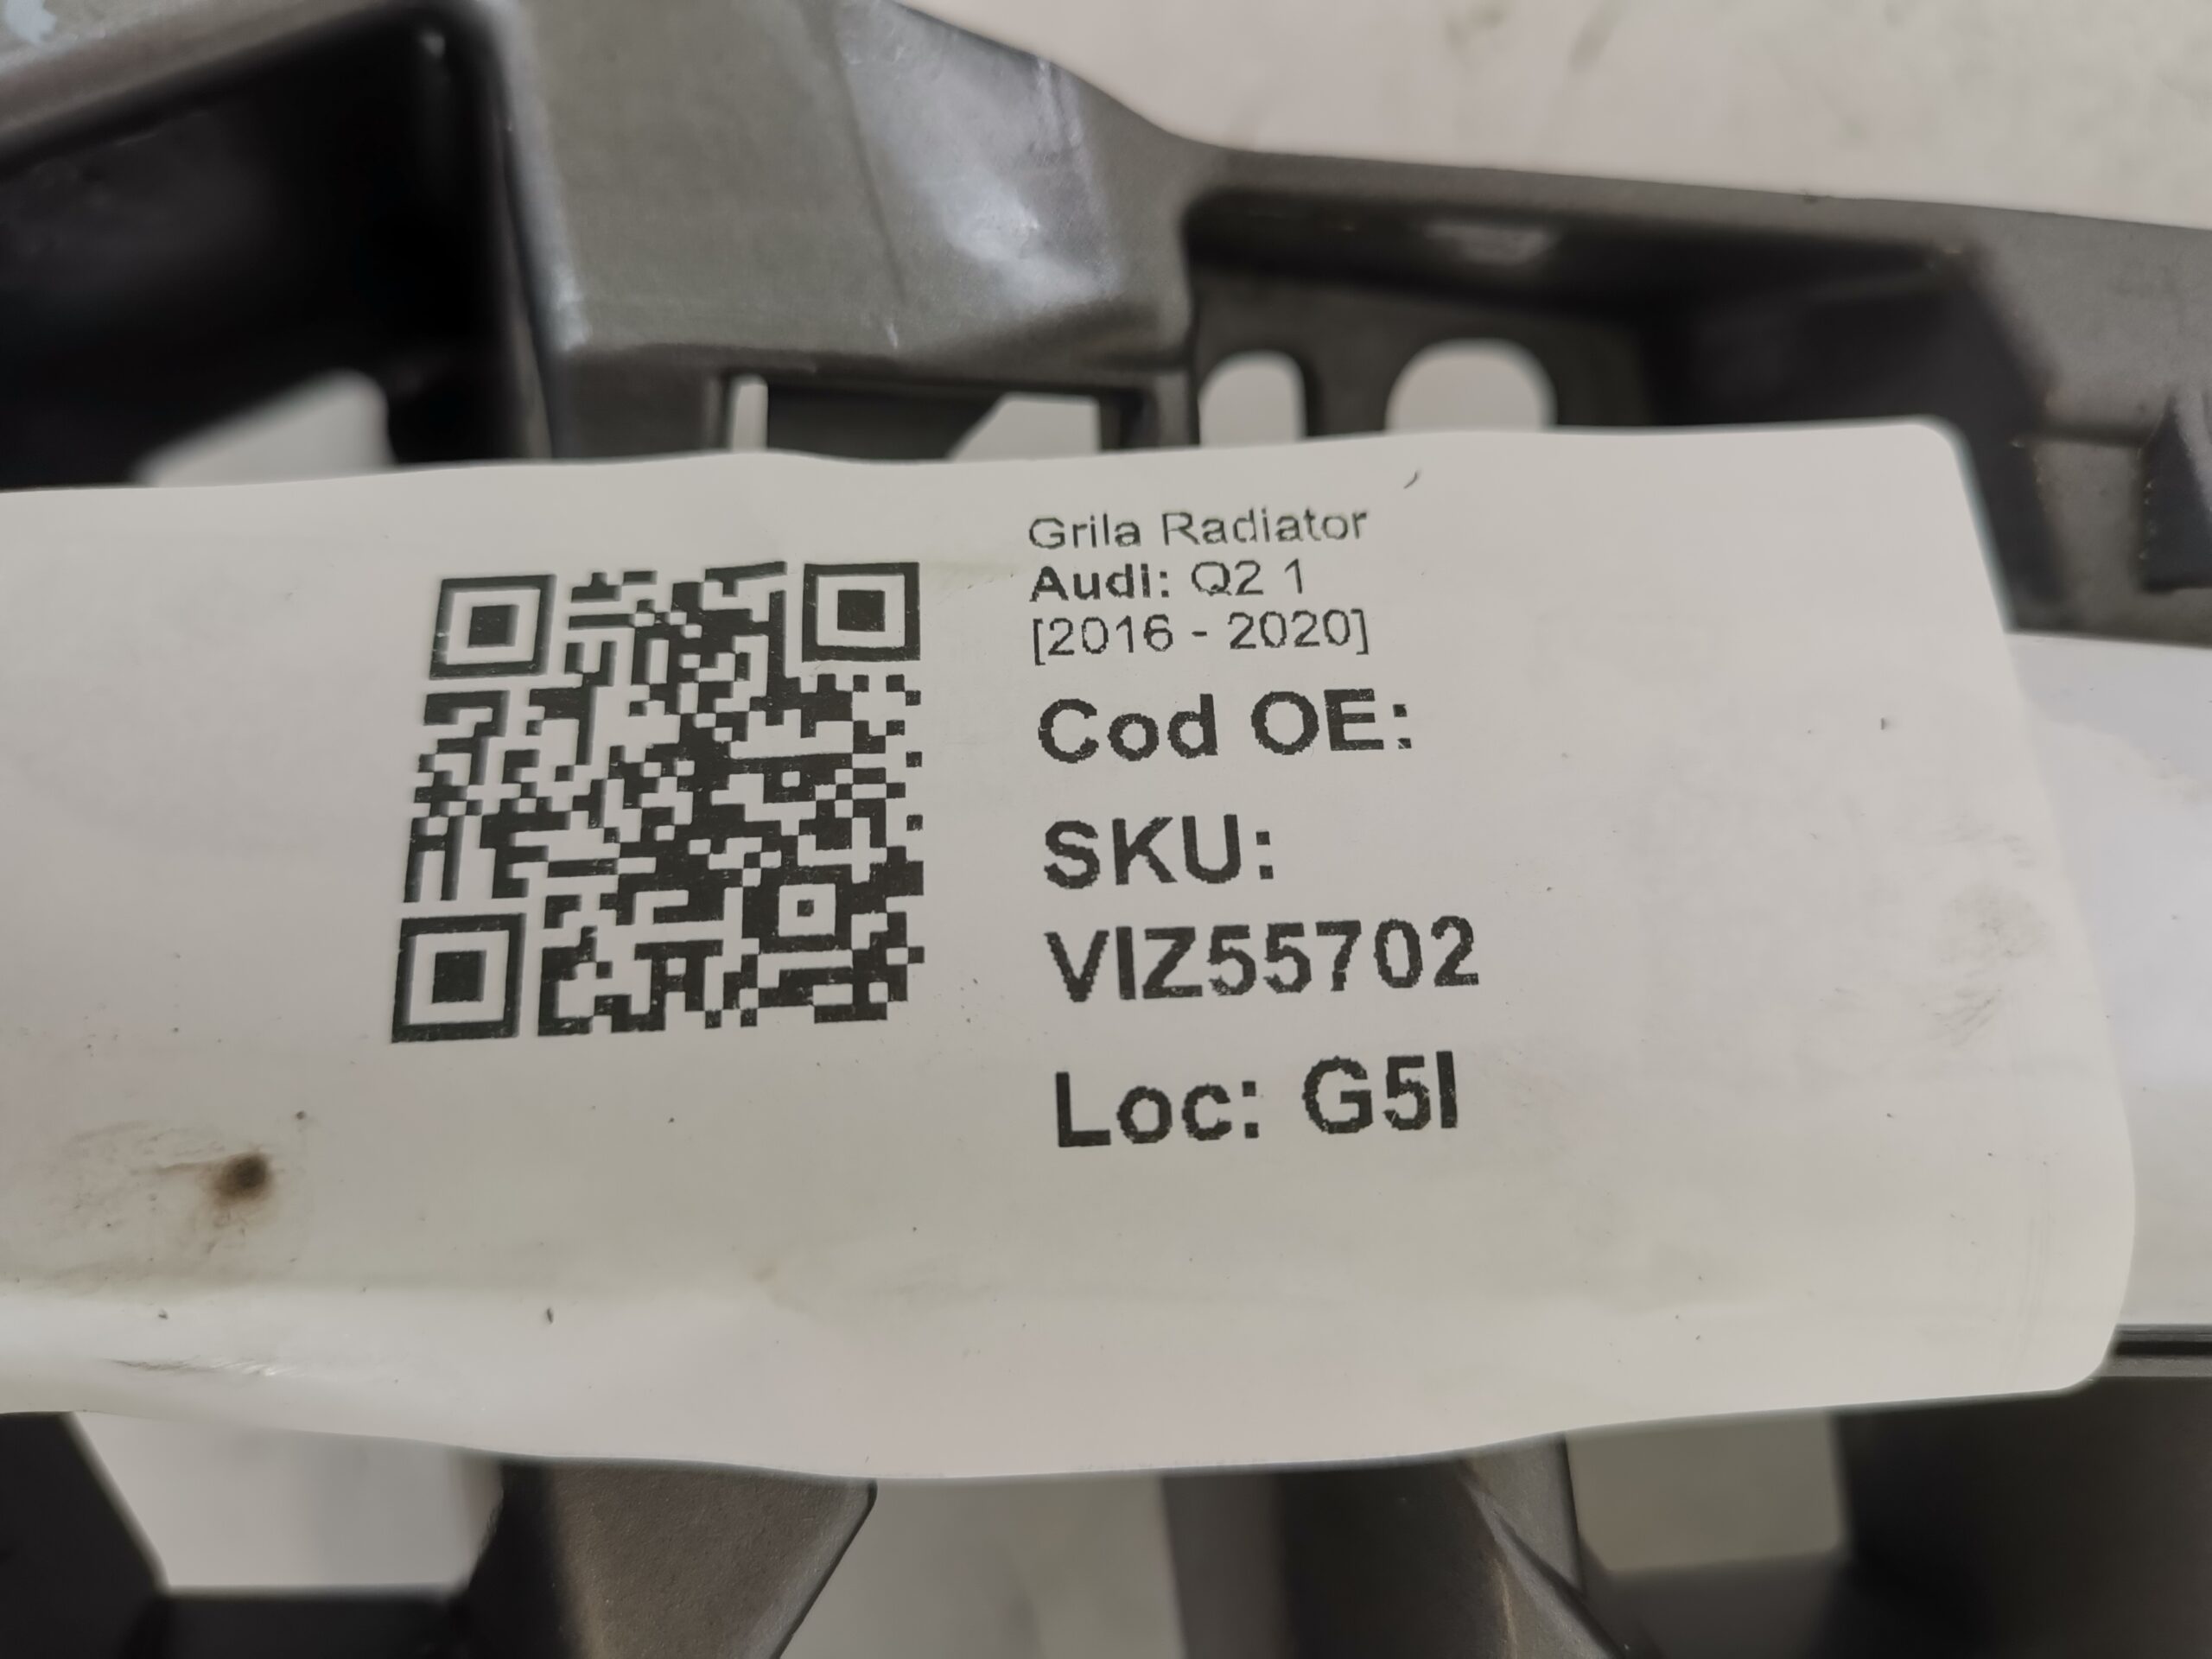 Grila Radiator
Audi: Q2 1
[2016 - 2020]
Cod OE:
SKU:
VIZ55702
Loc: G5I